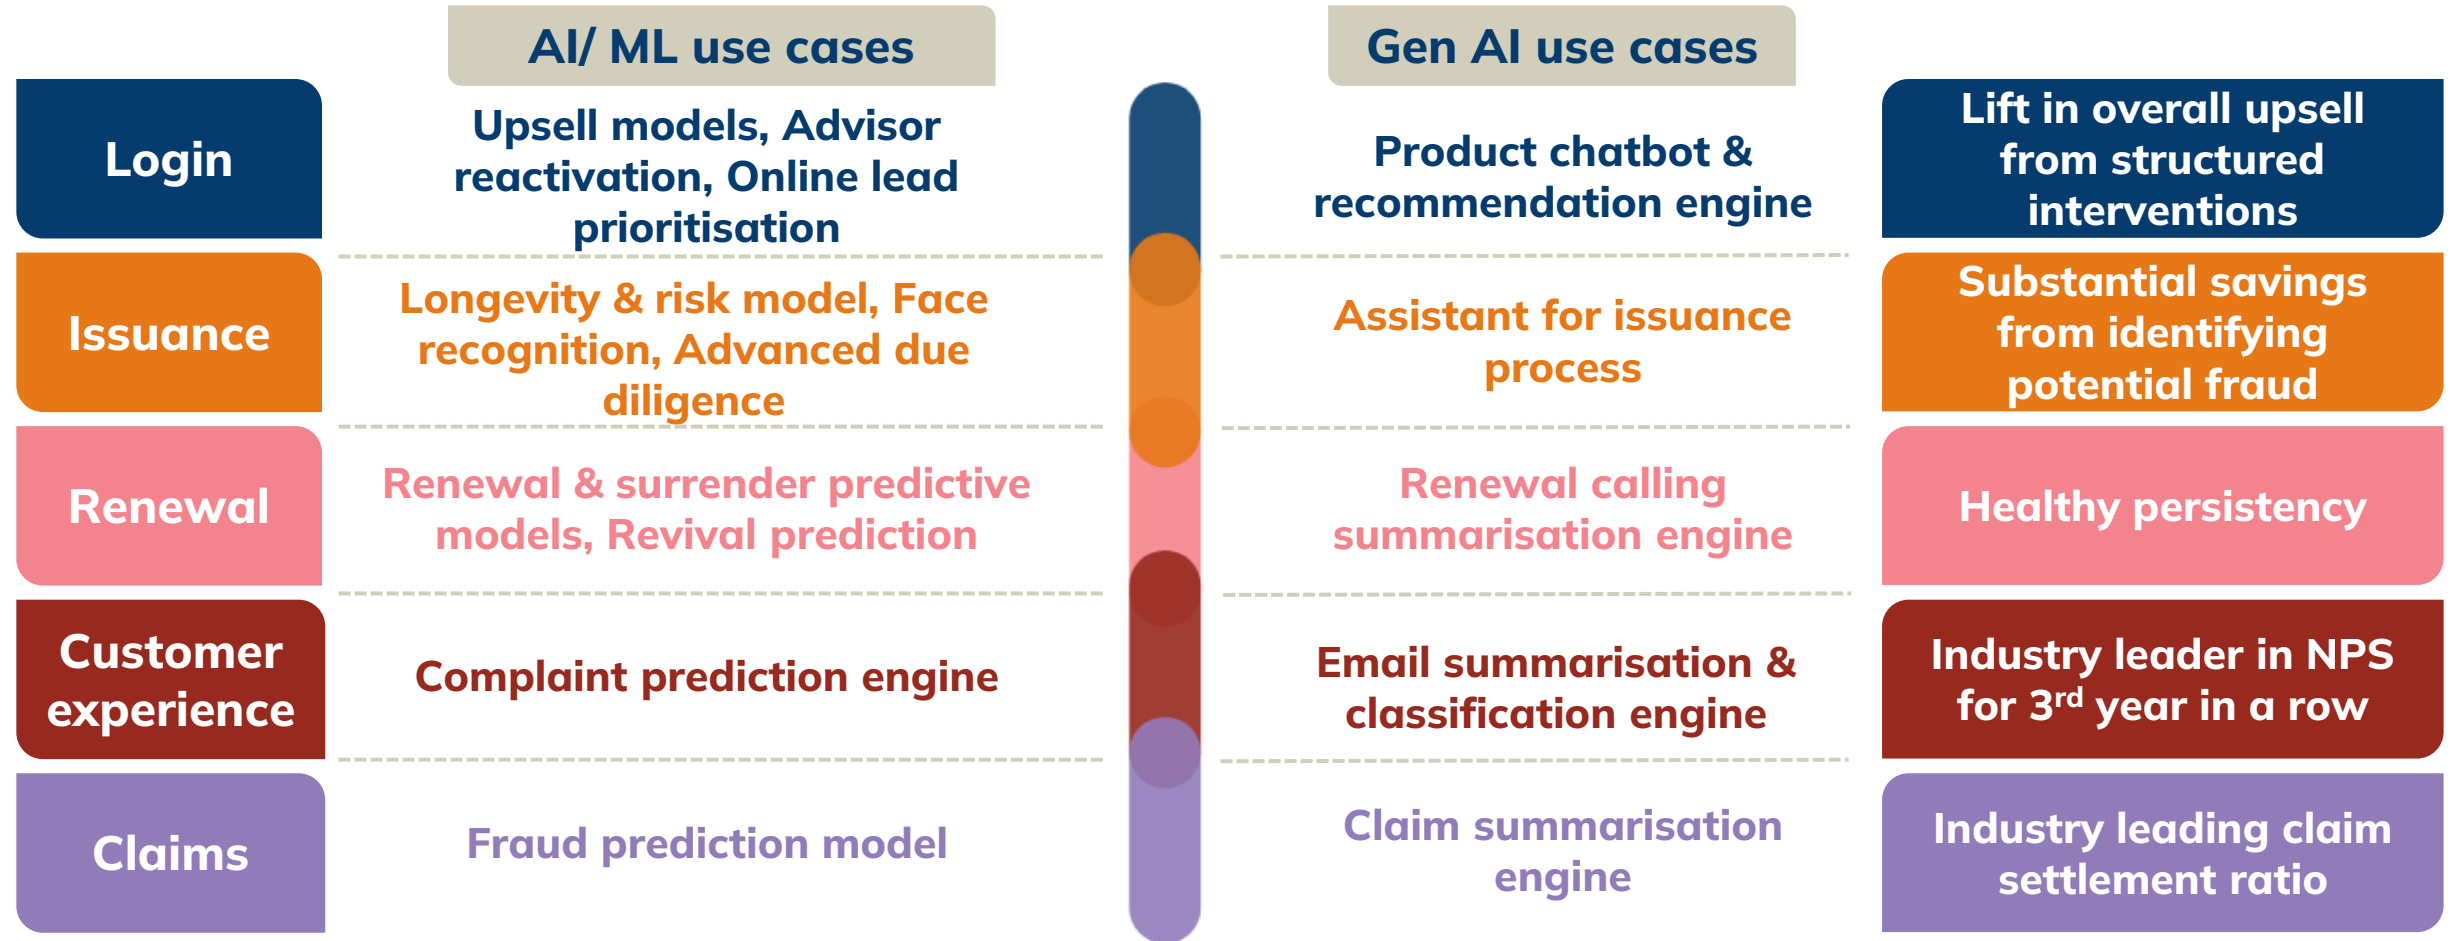 AI/ ML use cases
Gen AI use cases
Login
Upsell models, Advisor
reactivation, Online lead
prioritisation
Product chatbot &
recommendation engine
Lift in overall upsell
from structured
interventions
Issuance
Longevity & risk model, Face
recognition, Advanced due
diligence
Assistant for issuance
process
Substantial savings
from identifying
potential fraud
Renewal
Renewal & surrender predictive
models, Revival prediction
Renewal calling
summarisation engine
Healthy persistency
Customer
experience
Complaint prediction engine
Email summarisation &
classification engine
Industry leader in NPS
for 3rd year in a row
Claims
Fraud prediction model
Claim summarisation
engine
Industry leading claim
settlement ratio